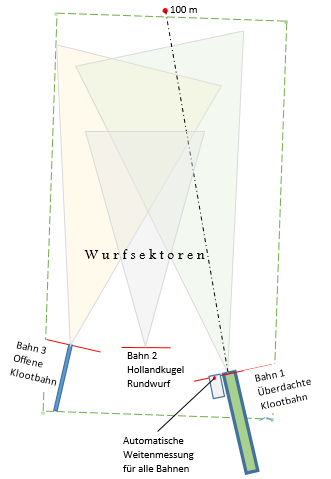 100 m
Wurfsektoren
Bahn 3
Offene
Klootbahn
Bahn 2
Hollandkugel
Rundwurf
Bahn 1
Überdachte
Klootbahn
Automatische
Weitenmessung
für alle Bahnen